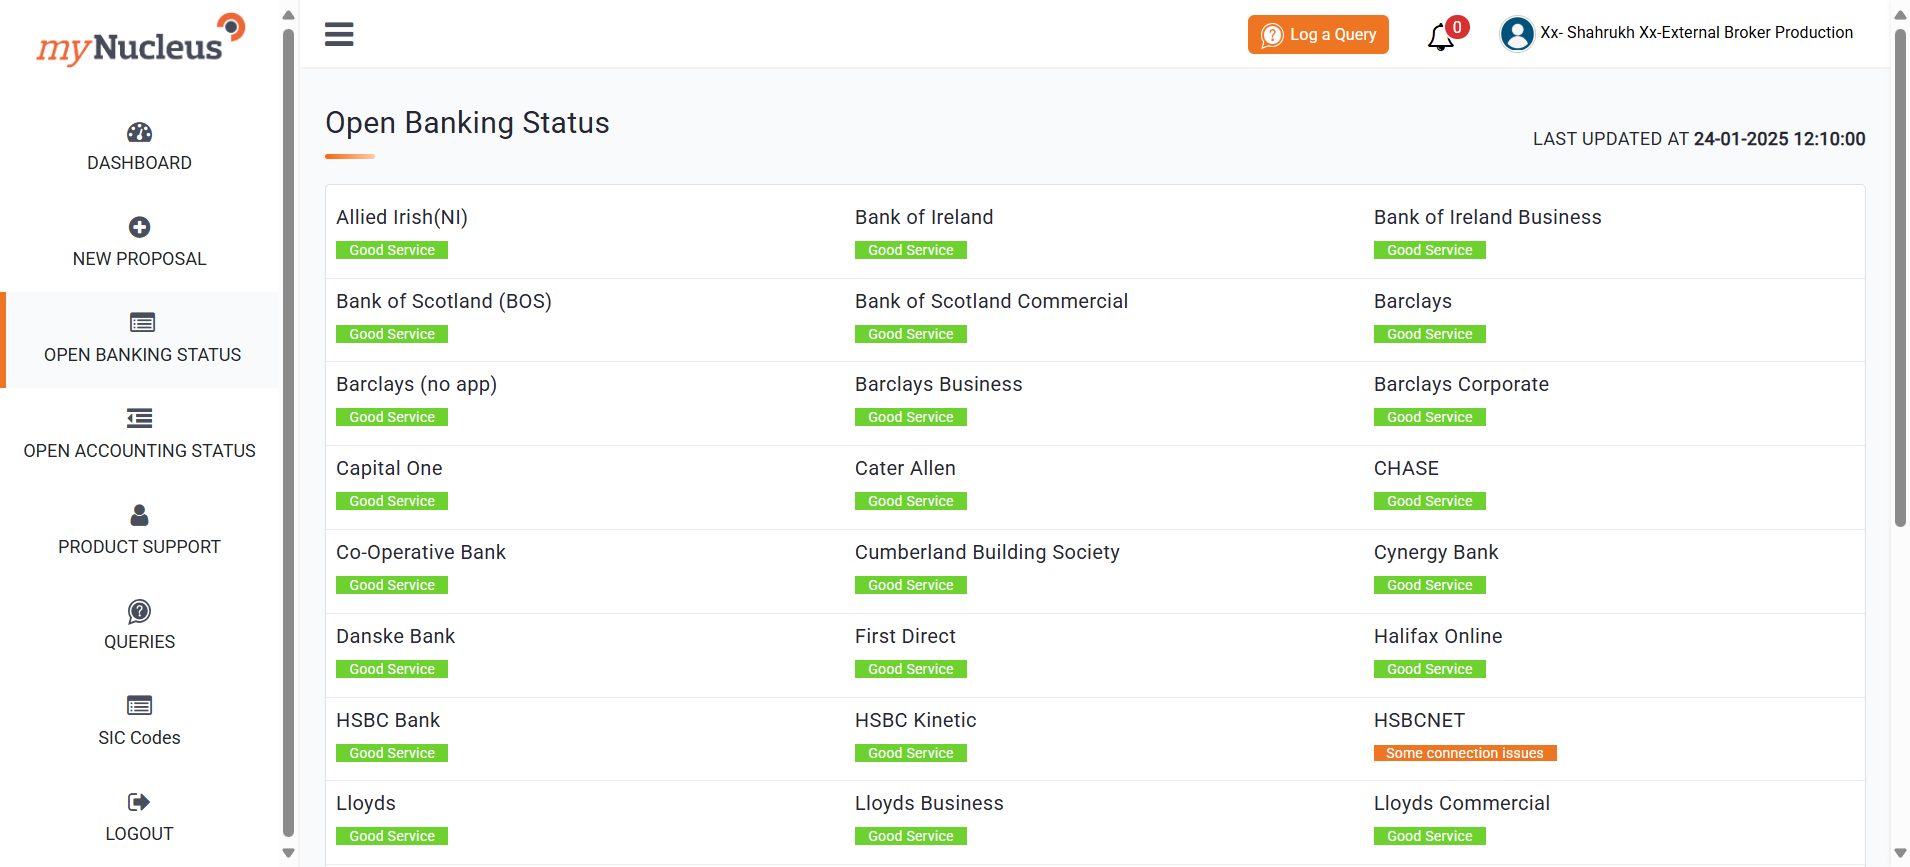 myNucleus
Log a Query
0
Xx- Shahrukh Xx-External Broker Production
DASHBOARD
NEW PROPOSAL
OPEN BANKING STATUS
OPEN ACCOUNTING STATUS
PRODUCT SUPPORT
QUERIES
SIC Codes
LOGOUT
Open Banking Status
LAST UPDATED AT 24-01-2025 12:10:00
Allied Irish(NI)
Good Service
Bank of Ireland
Good Service
Bank of Ireland Business
Good Service
Bank of Scotland (BOS)
Good Service
Bank of Scotland Commercial
Good Service
Barclays
Good Service
Barclays (no app)
Good Service
Barclays Business
Good Service
Barclays Corporate
Good Service
Capital One
Good Service
Cater Allen
Good Service
CHASE
Good Service
Co-Operative Bank
Good Service
Cumberland Building Society
Good Service
Cynergy Bank
Good Service
Danske Bank
Good Service
First Direct
Good Service
Halifax Online
Good Service
HSBC Bank
Good Service
HSBC Kinetic
Good Service
HSBCNET
Some connection issues
Lloyds
Good Service
Lloyds Business
Good Service
Lloyds Commercial
Good Service